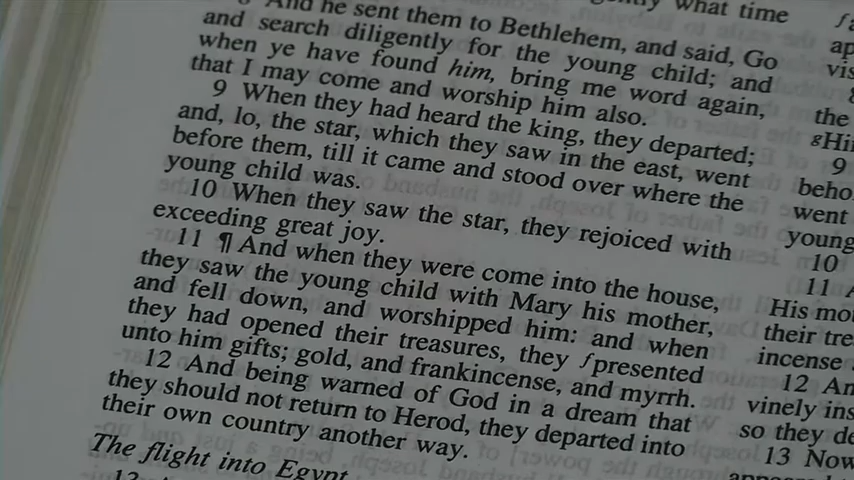 And he sent them to Bethlehem, and said, Go
and search diligently for the young child; and
when ye have found him, bring me word again,
that I may come and worship him also.
9 When they had heard the king, they departed;
and, lo, the star, which they saw in the east, went
before them, till it came and stood over where the
young child was.
10 When they saw the star, they rejoiced with
exceeding great joy.
11 ¶ And when they were come into the house,
they saw the young child with Mary his mother,
and fell down, and worshipped him: and when
they had opened their treasures, they fpresented
unto him gifts; gold, and frankincense, and myrrh.
12 And being warned of God in a dream that
they should not return to Herod, they departed into
their own country another way.
The flight into Egypt
what time
the
gHi
9
beho
went
young
10
11 A
His mo
their tre
incense
12 An
vinely ins
so they de
13 Now